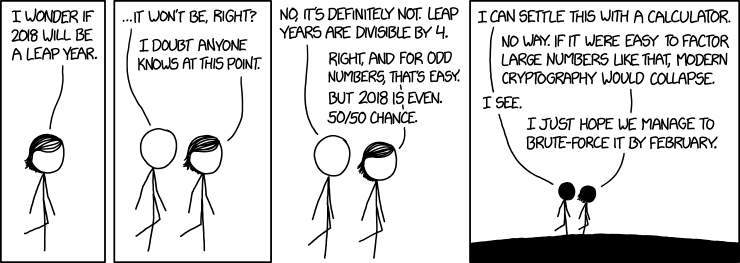 I WONDER IF
2018 WILL BE
A LEAP YEAR.
...IT WON'T BE, RIGHT?
I DOUBT ANYONE
KNOWS AT THIS POINT.
NO, IT'S DEFINITELY NOT. LEAP
YEARS ARE DIVISIBLE BY 4.
RIGHT, AND FOR ODD
NUMBERS, THAT'S EASY.
BUT 2018 IS EVEN.
50/50 CHANCE.
I CAN SETTLE THIS WITH A CALCULATOR.
NO WAY. IF IT WERE EASY TO FACTOR
LARGE NUMBERS LIKE THAT, MODERN
CRYPTOGRAPHY WOULD COLLAPSE.
I SEE.
I JUST HOPE WE MANAGE TO
BRUTE-FORCE IT BY FEBRUARY.